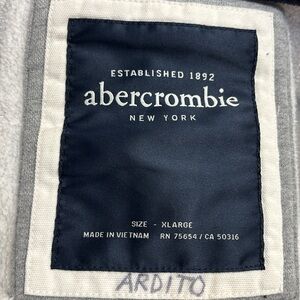 ESTABLISHED 1892
abercrombie
NEW YORK
SIZE - XLARGE
MADE IN VIETNAM RN 75654 / CA 50316
ARDITO